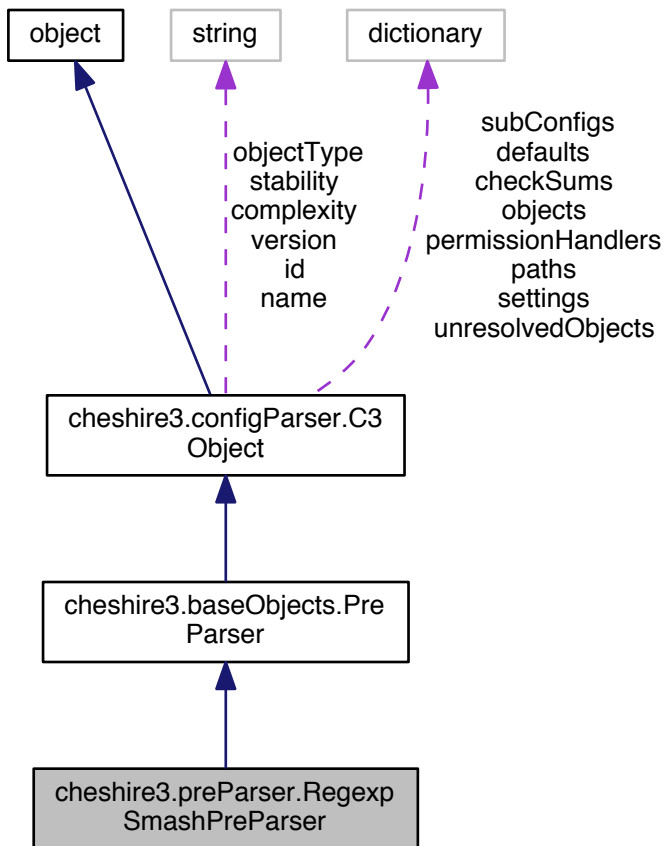 object
string
dictionary
objectType
stability
complexity
version
id
name
subConfigs
defaults
checkSums
objects
permissionHandlers
paths
settings
unresolvedObjects
cheshire3.configParser.C3
Object
cheshire3.baseObjects.Pre
Parser
cheshire3.preParser.Regexp
SmashPreParser